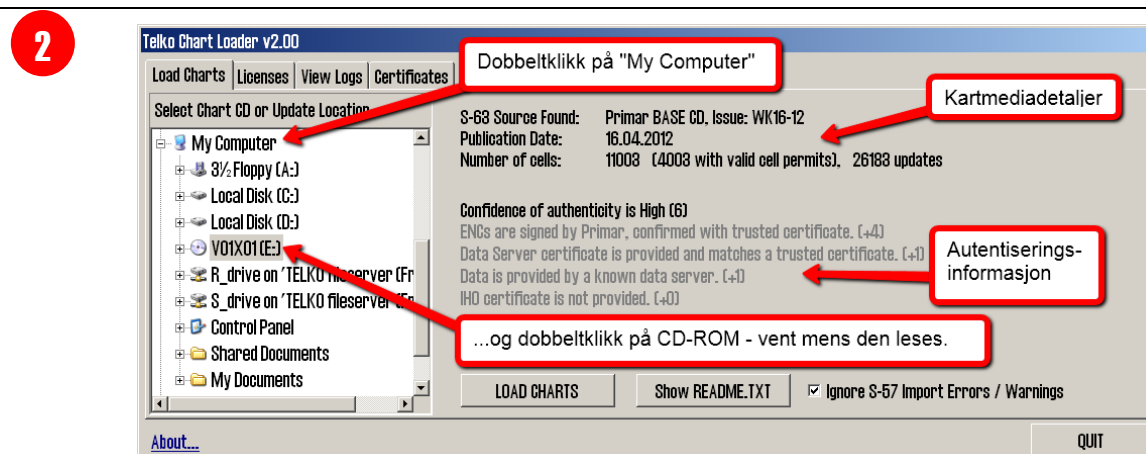 2
Telko Chart Loader v2.00
Dobbeltklikk på "My Computer"
Load Charts Licenses View Logs Certificates
Select Chart CD or Update Location
My Computer
3½ Floppy (A:)
Local Disk (C:)
Local Disk (D:)
V01X01 (E:)
R_drive on 'TELKO fileserver (Fr
S_drive on 'TELKO fileserver
Control Panel
Shared Documents
My Documents
Kartmediadetaljer
S-63 Source Found: Primar BASE CD, Issue: WK16-12
Publication Date: 16.04.2012
Number of cells: 11003 (4003 with valid cell permits), 26183 updates
Confidence of authenticity is High (6)
ENCs are signed by Primar, confirmed with trusted certificate. (+4)
Data Server certificate is provided and matches a trusted certificate. (+1)
Data is provided by a known data server. (+1)
IHO certificate is not provided. (+0)
Autentiserings-
informasjon
...og dobbeltklikk på CD-ROM - vent mens den leses.
LOAD CHARTS Show README.TXT Ignore S-57 Import Errors / Warnings
About... QUIT